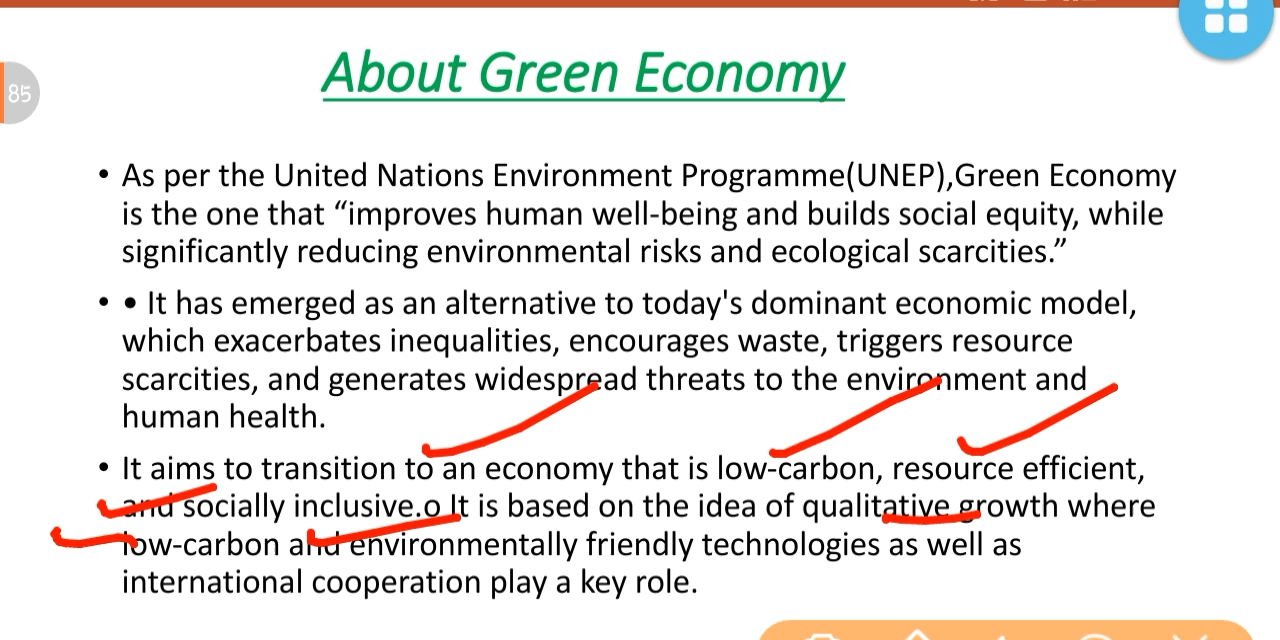 About Green Economy
85
• As per the United Nations Environment Programme(UNEP),Green Economy
is the one that “improves human well-being and builds social equity, while
significantly reducing environmental risks and ecological scarcities.”
• • It has emerged as an alternative to today's dominant economic model,
which exacerbates inequalities, encourages waste, triggers resource
scarcities, and generates widespread threats to the environment and
human health.
• It aims to transition to an economy that is low-carbon, resource efficient,
and socially inclusive.o It is based on the idea of qualitative growth where
low-carbon and environmentally friendly technologies as well as
international cooperation play a key role.